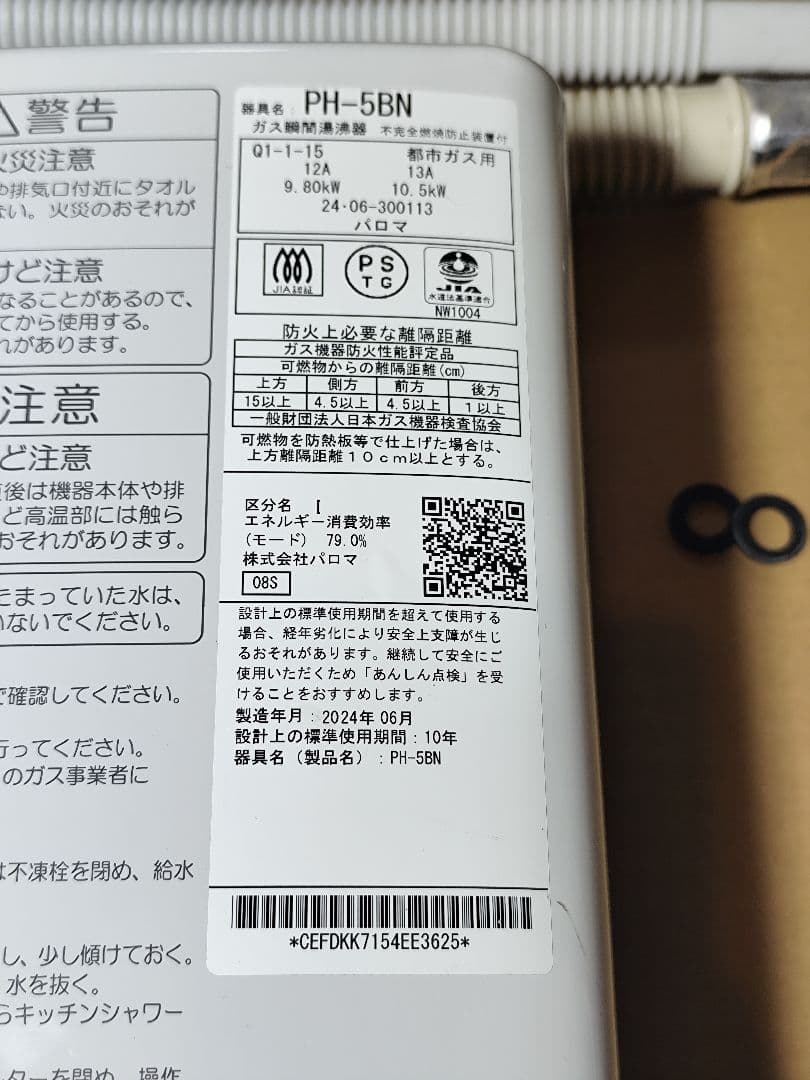 警告
火災注意
や排気口付近にタオル
ない。火災のおそれが
けど注意
なることがあるので、
てから使用する。
れがあります。
注意
ど注意
直後は機器本体や排
ど高温部には触ら
おそれがあります。
たまっていた水は、
いないでください。
で確認してください。
行ってください。
のガス事業者に
は不凍栓を閉め、給水
し、少し傾けておく。
水を抜く。
らキッチンシャワー
ターを閉め、操作
器具名: PH-5BN
ガス瞬間湯沸器 不完全燃焼防止装置付
Q1-1-15 都市ガス用
12A 13A
9.80kW 10.5kW
24·06-300113
パロマ
JIA認証
PS
TG
JIA
水道法基準適合
NW1004
防火上必要な離隔距離
ガス機器防火性能評定品
可燃物からの離隔距離(cm)
上方 側方 前方 後方
15以上 4.5以上 4.5以上 1以上
一般財団法人日本ガス機器検査協会
可燃物を防熱板等で仕上げた場合は、
上方離隔距離10cm以上とする。
区分名 [
エネルギー消費効率
(モード) 79.0%
株式会社パロマ
08S
設計上の標準使用期間を超えて使用する
場合、経年劣化により安全上支障が生じ
るおそれがあります。継続して安全にご
使用いただくため「あんしん点検」を受
けることをおすすめします。
製造年月:2024年06月
設計上の標準使用期間:10年
器具名(製品名):PH-5BN
*CEFDKK7154EE3625*